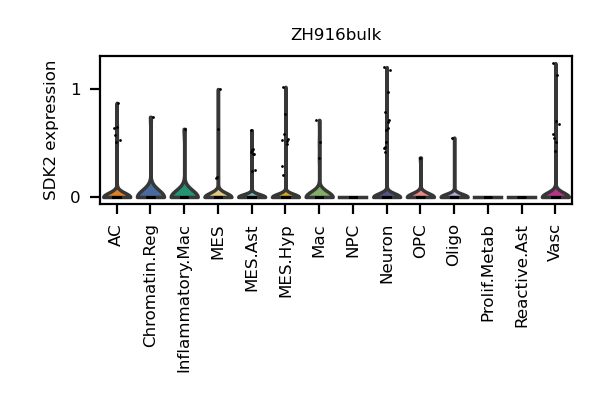 ZH916bulk
SDK2 expression
1
0
AC
Chromatin.Reg
Inflammatory.Mac
MES
MES.Ast
MES.Hyp
Mac
NPC
Neuron
OPC
Oligo
Prolif.Metab
Reactive.Ast
Vasc